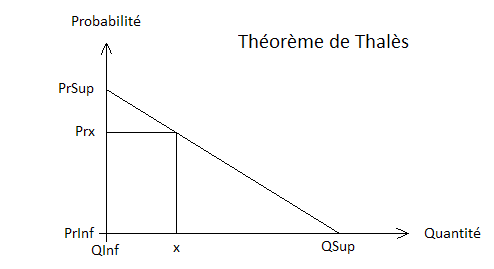 Probabilité
Théorème de Thalès
PrSup
Prx
PrInf
Quantité
QInf
x
QSup